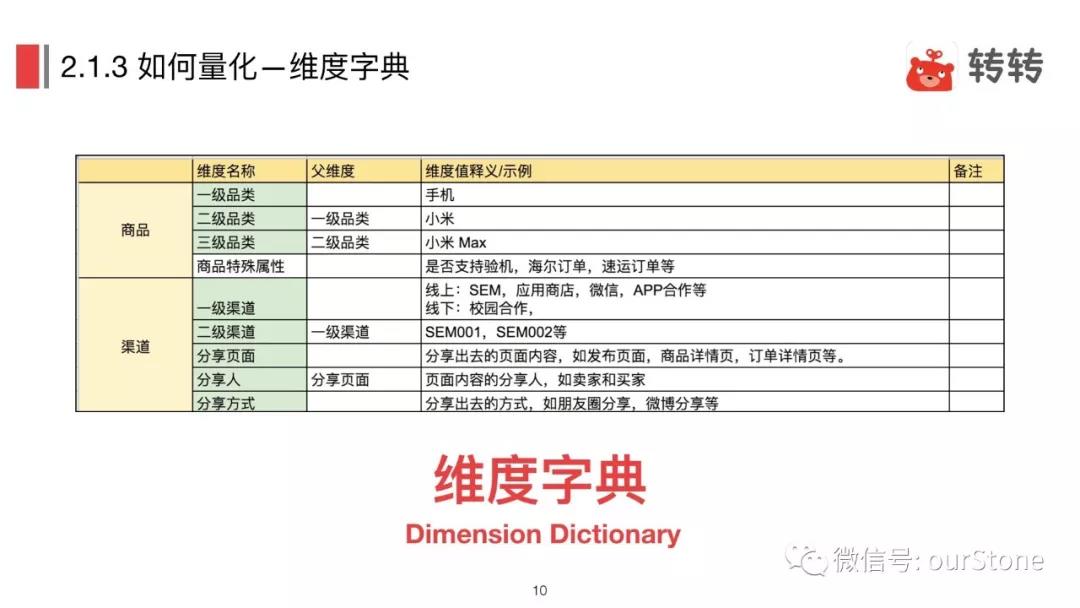 2.1.3 如何量化—维度字典
转转
维度名称 父维度 维度值释义/示例 备注
商品
一级品类 手机
二级品类 一级品类 小米
三级品类 二级品类 小米 Max
商品特殊属性 是否支持验机，海尔订单，速运订单等
渠道
一级渠道 线上：SEM，应用商店，微信，APP合作等
线下：校园合作，
二级渠道 一级渠道 SEM001，SEM002等
分享页面 分享出去的页面内容，如发布页面，商品详情页，订单详情页等。
分享人 分享页面 页面内容的分享人，如卖家和买家
分享方式 分享出去的方式，如朋友圈分享，微博分享等
维度字典
Dimension Dictionary
微信号: ourStone
10